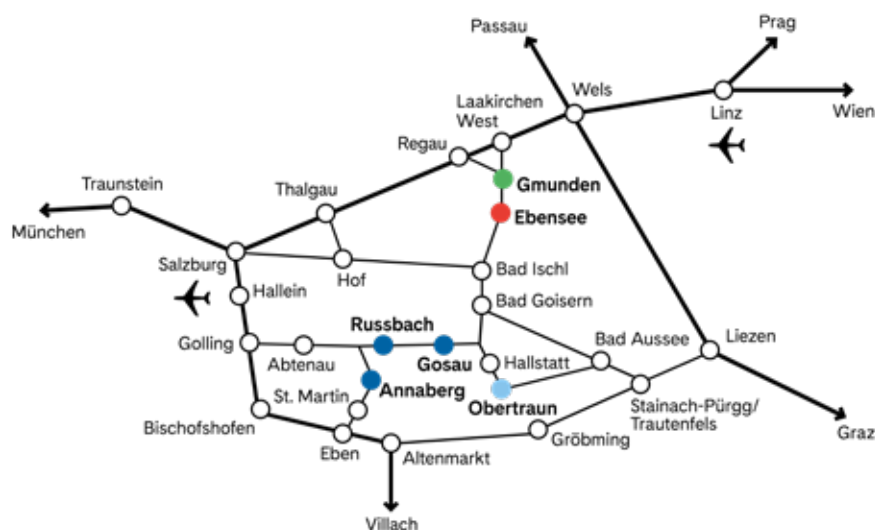 Passau
Prag
Wels
Laakirchen
West
Linz
Wien
Regau
Gmunden
Thalgau
Traunstein
Ebensee
München
Salzburg
Hof
Bad Ischl
Hallein
Bad Goisern
Russbach
Golling
Bad Aussee
Liezen
Abtenau
Gosau
Hallstatt
Annaberg
St. Martin
Obertraun
Stainach-Pürgg/
Trautenfels
Bischofshofen
Graz
Eben
Altenmarkt
Gröbming
Villach